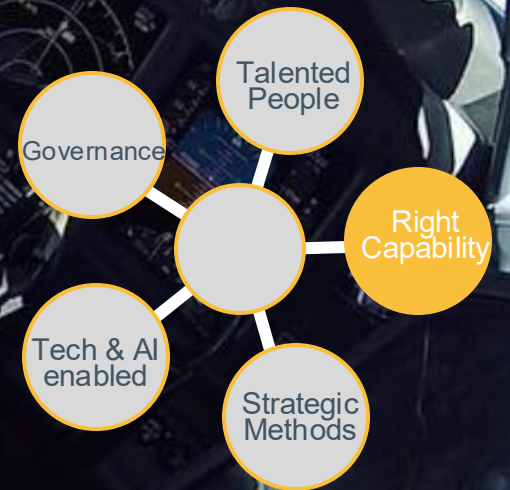 Talented
People
Governance
Right
Capability
Tech & AI
enabled
Strategic
Methods